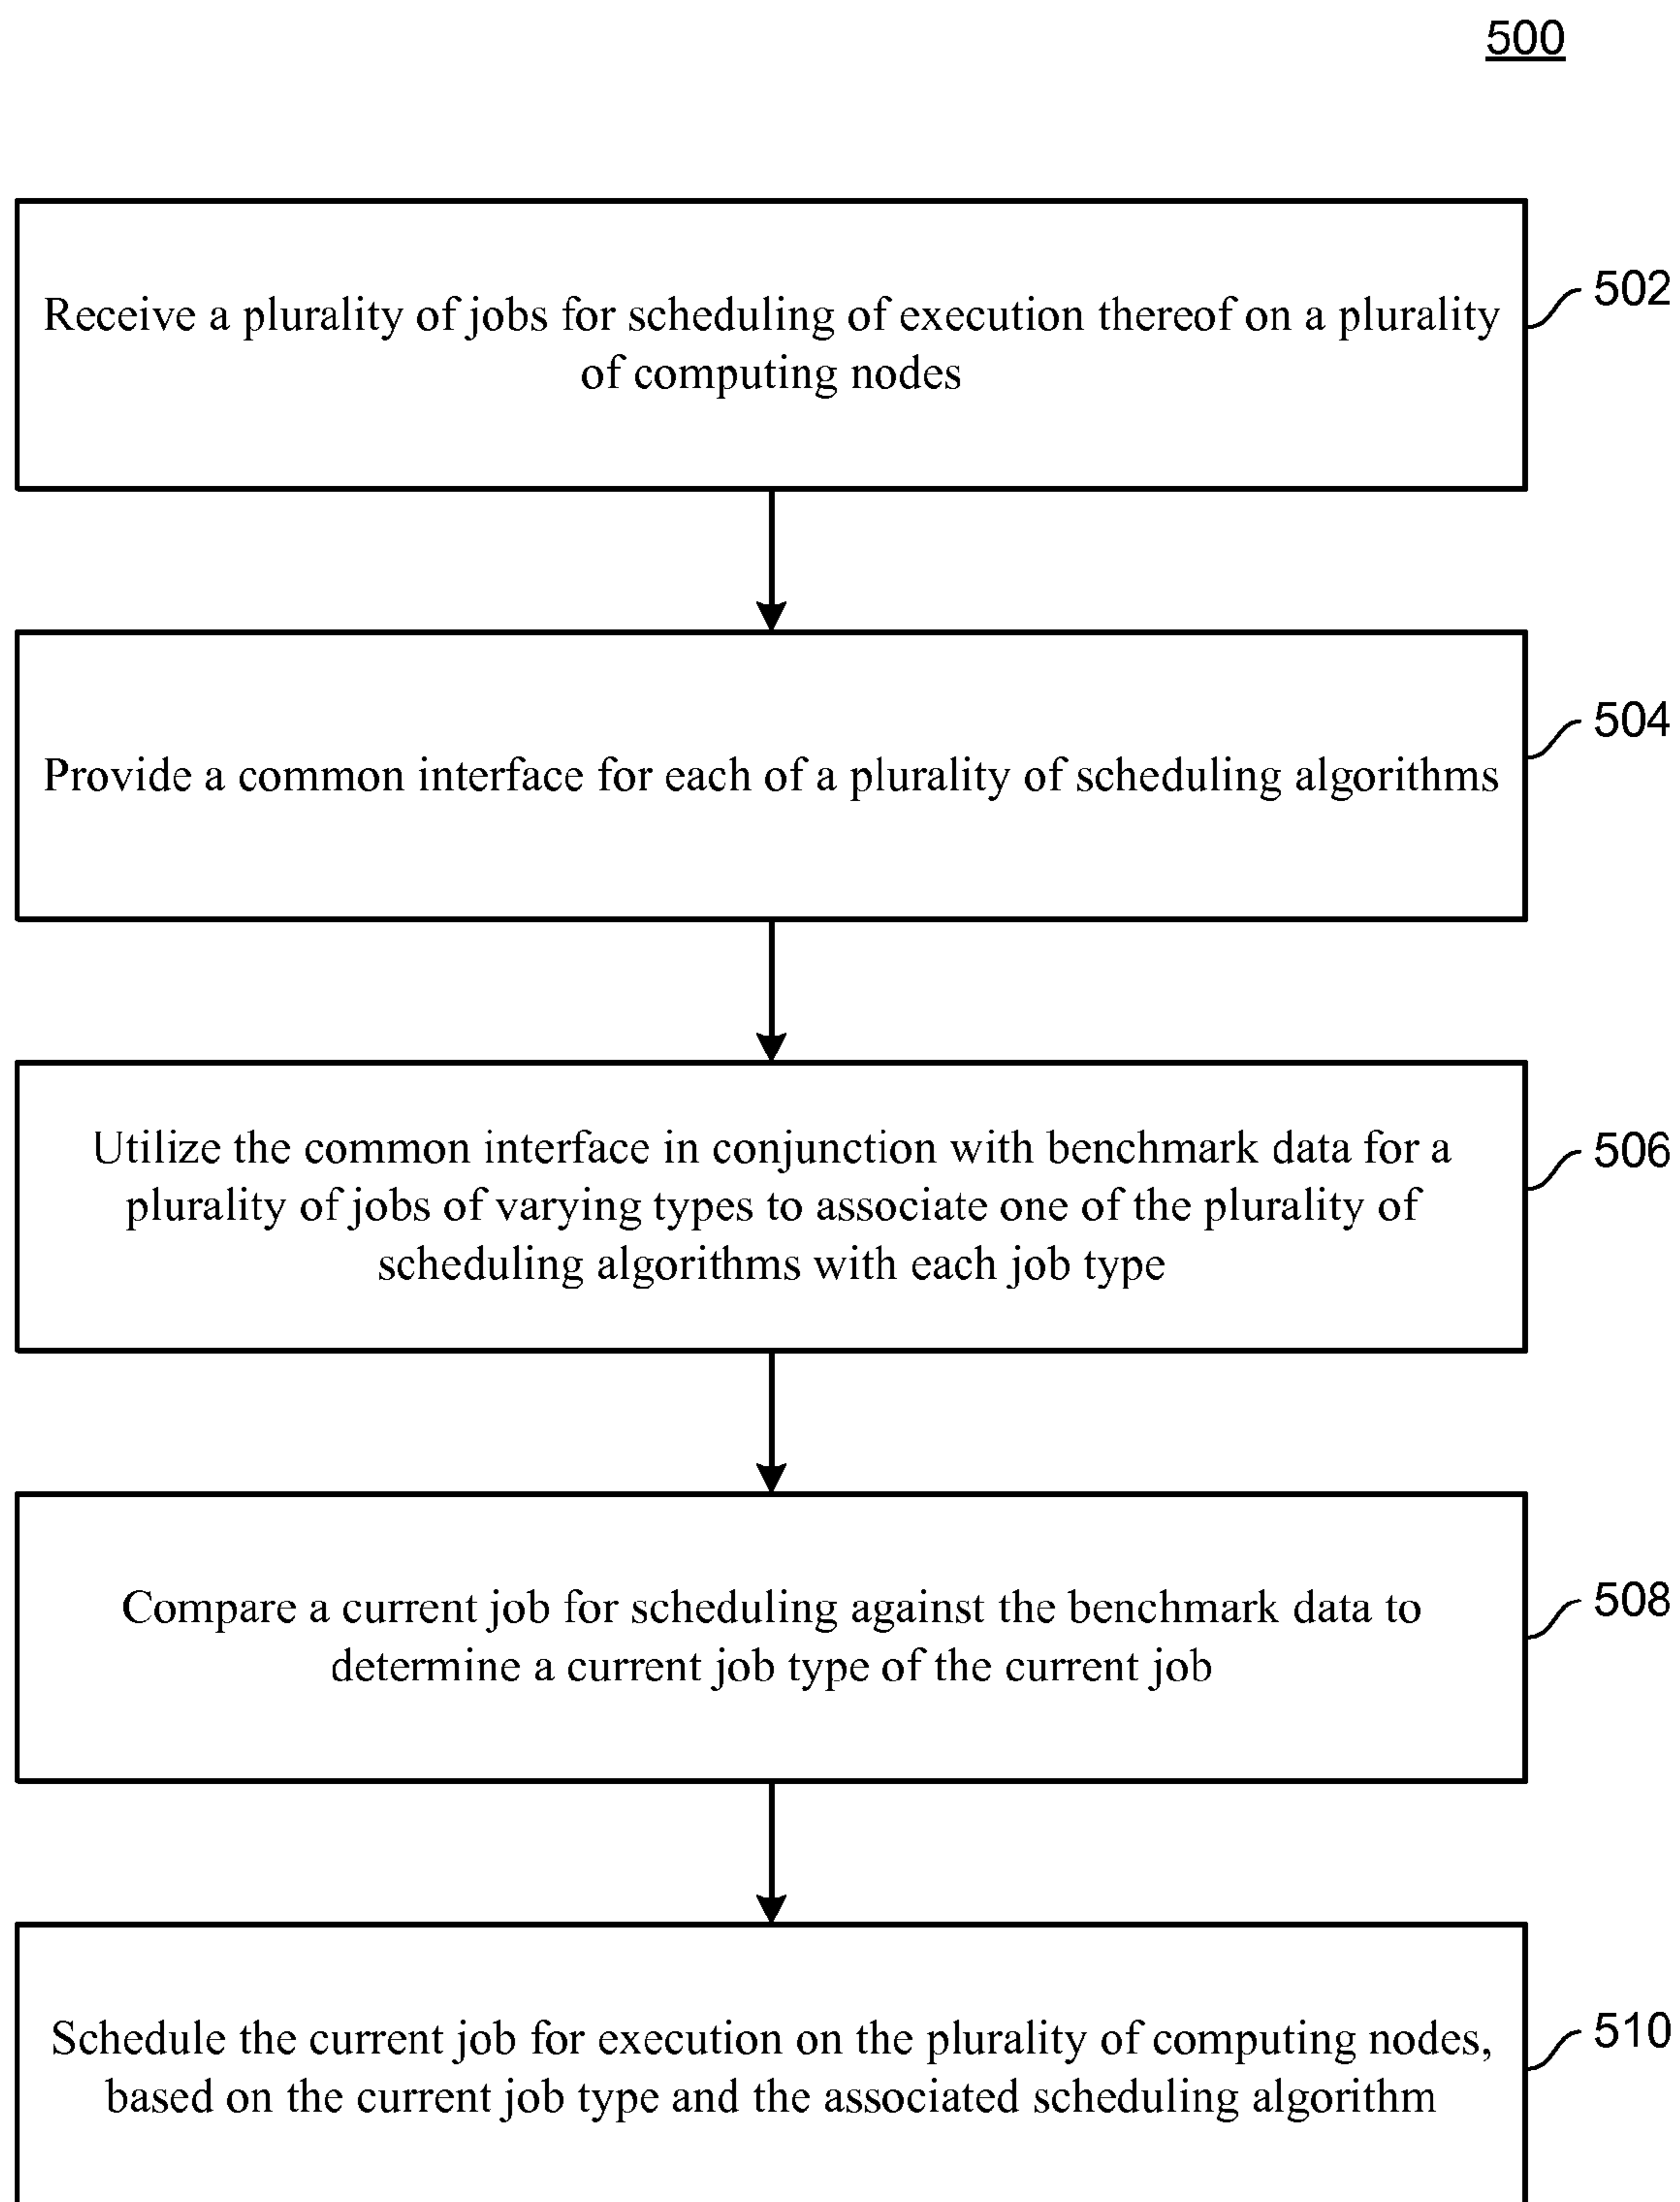 500
Receive a plurality of jobs for scheduling of execution thereof on a plurality
of computing nodes
502
Provide a common interface for each of a plurality of scheduling algorithms
504
Utilize the common interface in conjunction with benchmark data for a
plurality of jobs of varying types to associate one of the plurality of
scheduling algorithms with each job type
506
Compare a current job for scheduling against the benchmark data to
determine a current job type of the current job
508
Schedule the current job for execution on the plurality of computing nodes,
based on the current job type and the associated scheduling algorithm
510